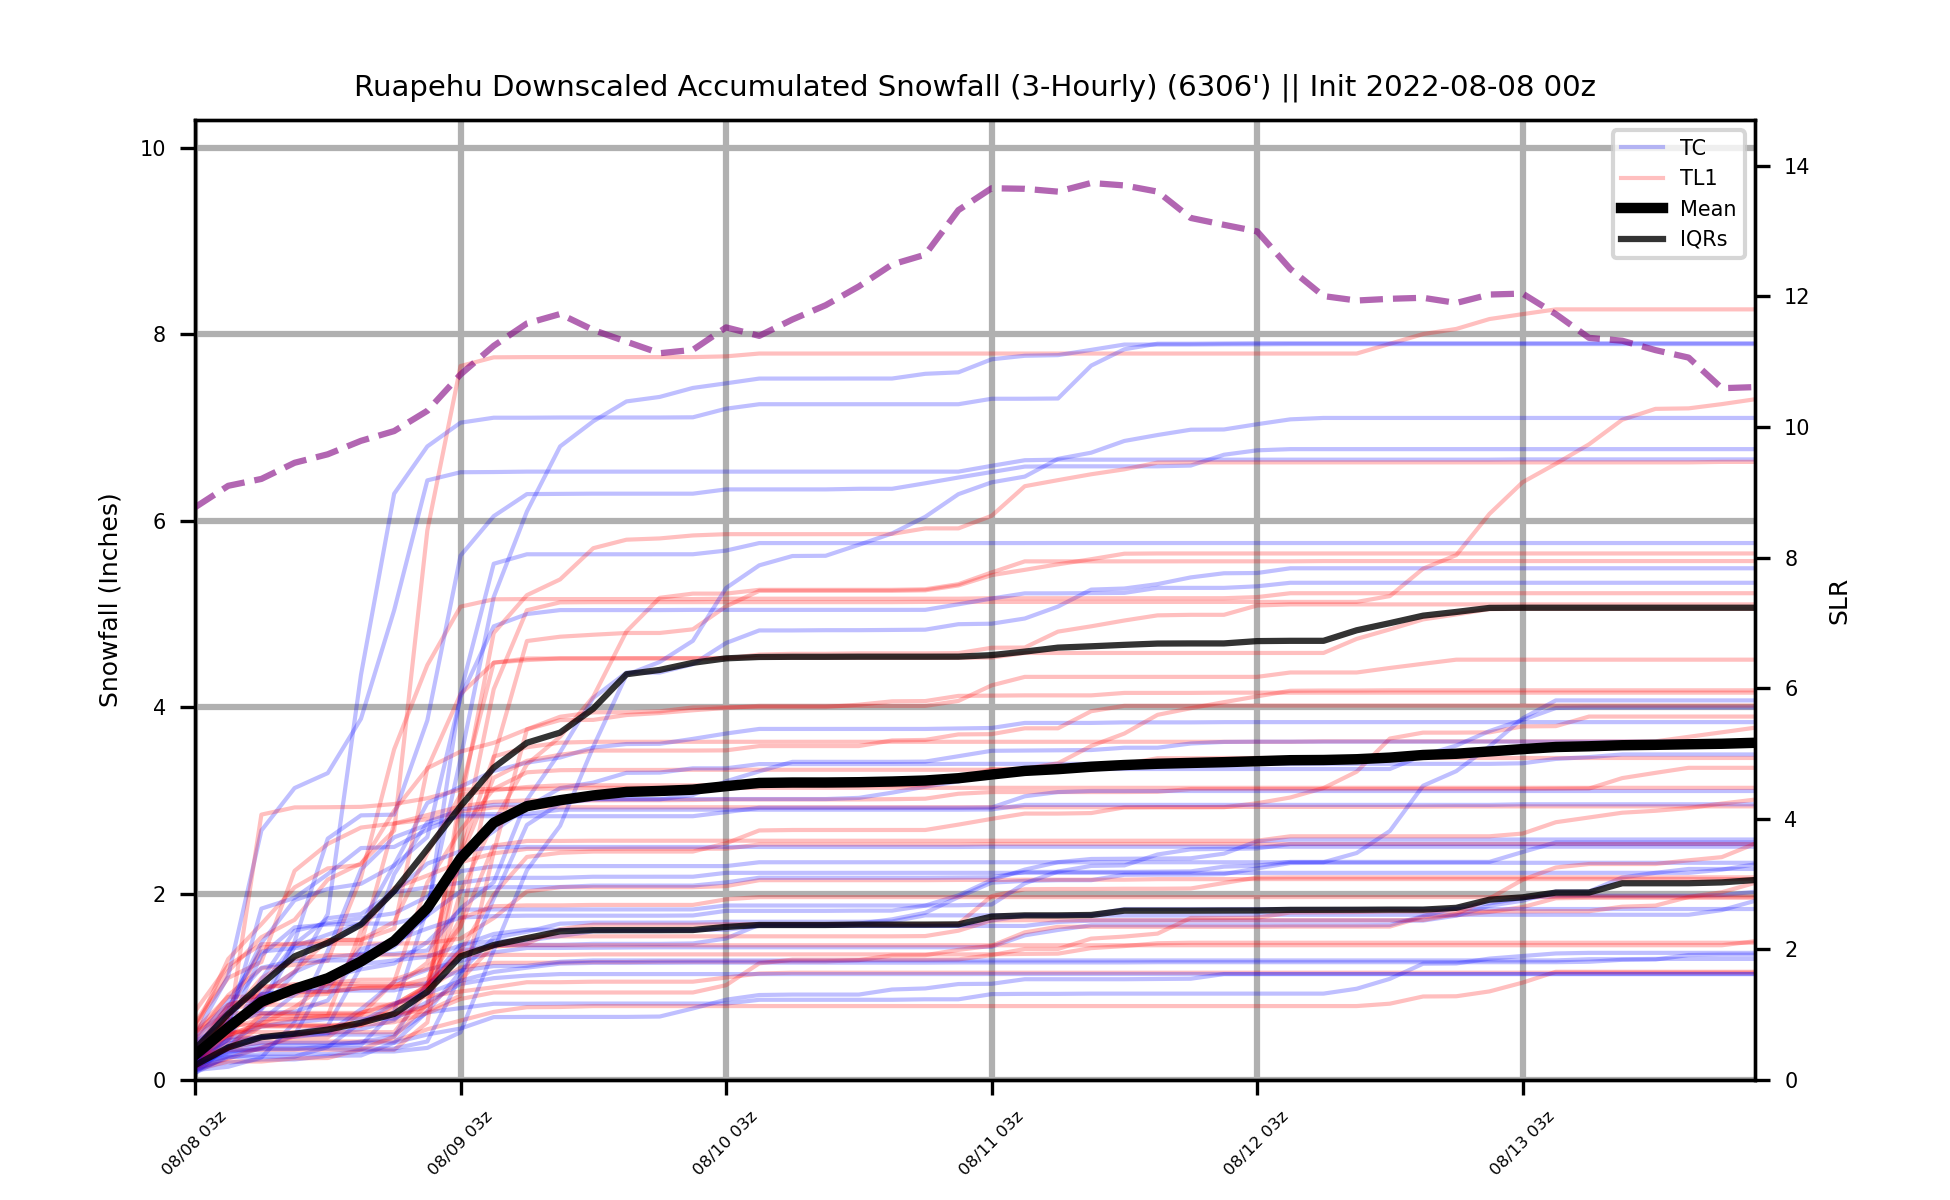 Ruapehu Downscaled Accumulated Snowfall (3-Hourly) (6306') || Init 2022-08-08 00z
TC
TL1
Mean
IQRs
Snowfall (Inches)
10
8
6
4
2
0
SLR
14
12
10
8
6
4
2
0
08/08 03z
08/09 03z
08/10 03z
08/11 03z
08/12 03z
08/13 03z